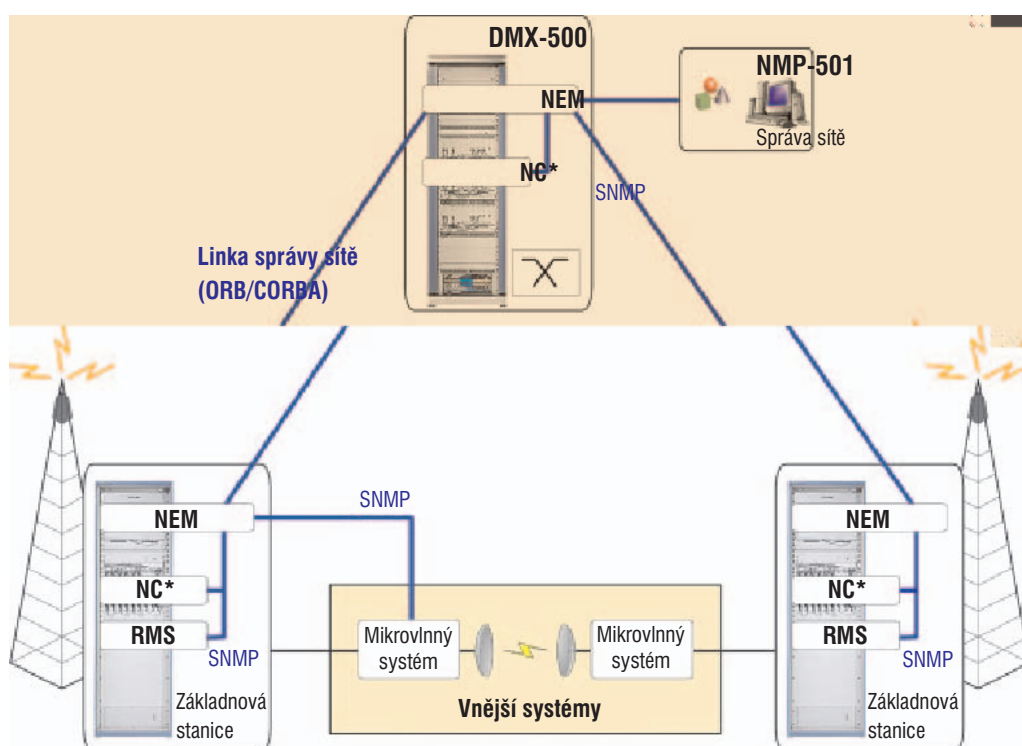 DMX-500
NMP-501
NEM
Správa sítě
NC*
SNMP
Linka správy sítě
(ORB/CORBA)
SNMP
NEM
NEM
NC*
NC*
RMS
RMS
SNMP
SNMP
Mikrovlnný
systém
Mikrovlnný
systém
Vnější systémy
Základnová
stanice
Základnová
stanice